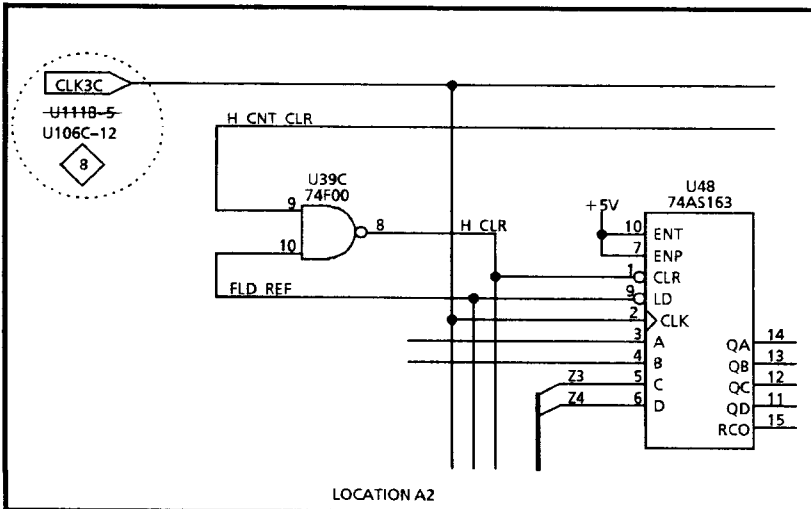 CLK3C
U111B-5
U106C-12
8
H CNT CLR
U39C
74F00
9
10
8
H CLR
FLD REF
U48
74AS163
+5V
10 ENT
7 ENP
1 CLR
9 LD
2 CLK
3 A
4 B
Z3 5 C
Z4 6 D
QA 14
QB 13
QC 12
QD 11
RCO 15
LOCATION A2